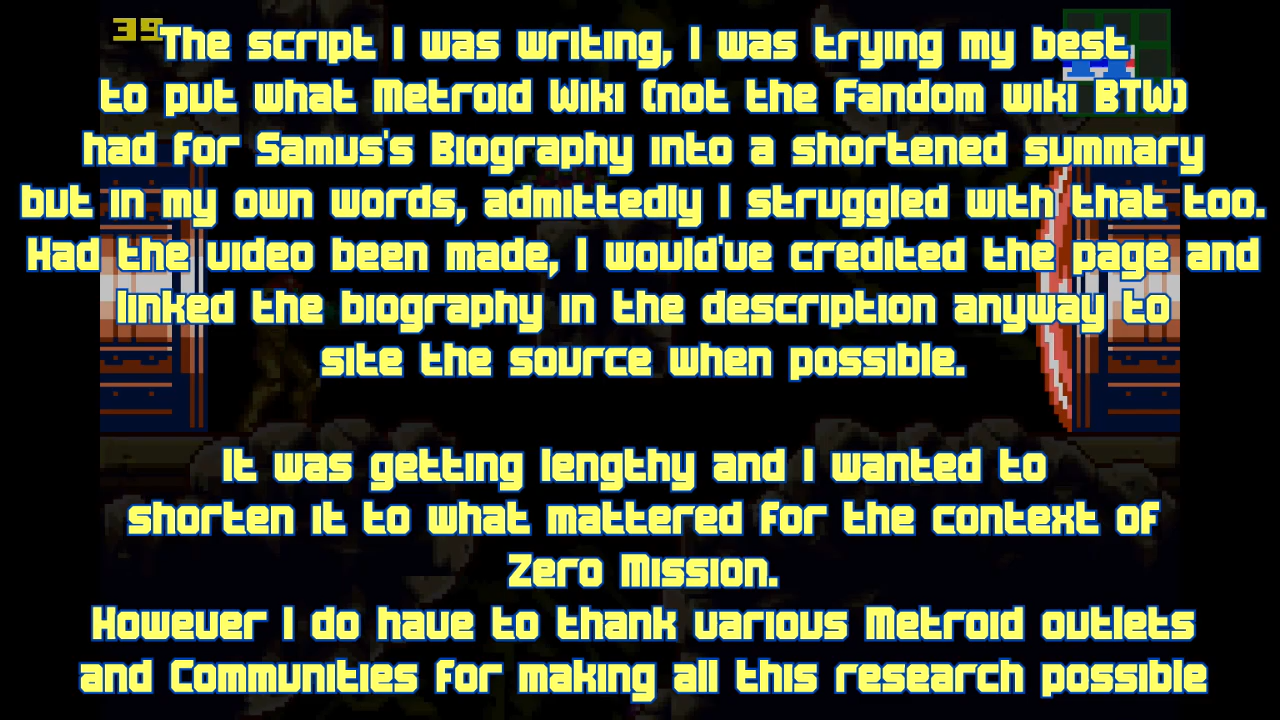 39
The script I was writing, I was trying my best
to put what Metroid Wiki (not the Fandom wiki BTW)
had for Samus's Biography into a shortened summary
but in my own words, admittedly I struggled with that too.
Had the video been made, I would've credited the page and
linked the biography in the description anyway to
site the source when possible.
It was getting lengthy and I wanted to
shorten it to what mattered for the context of
Zero Mission.
However I do have to thank various Metroid outlets
and Communities for making all this research possible